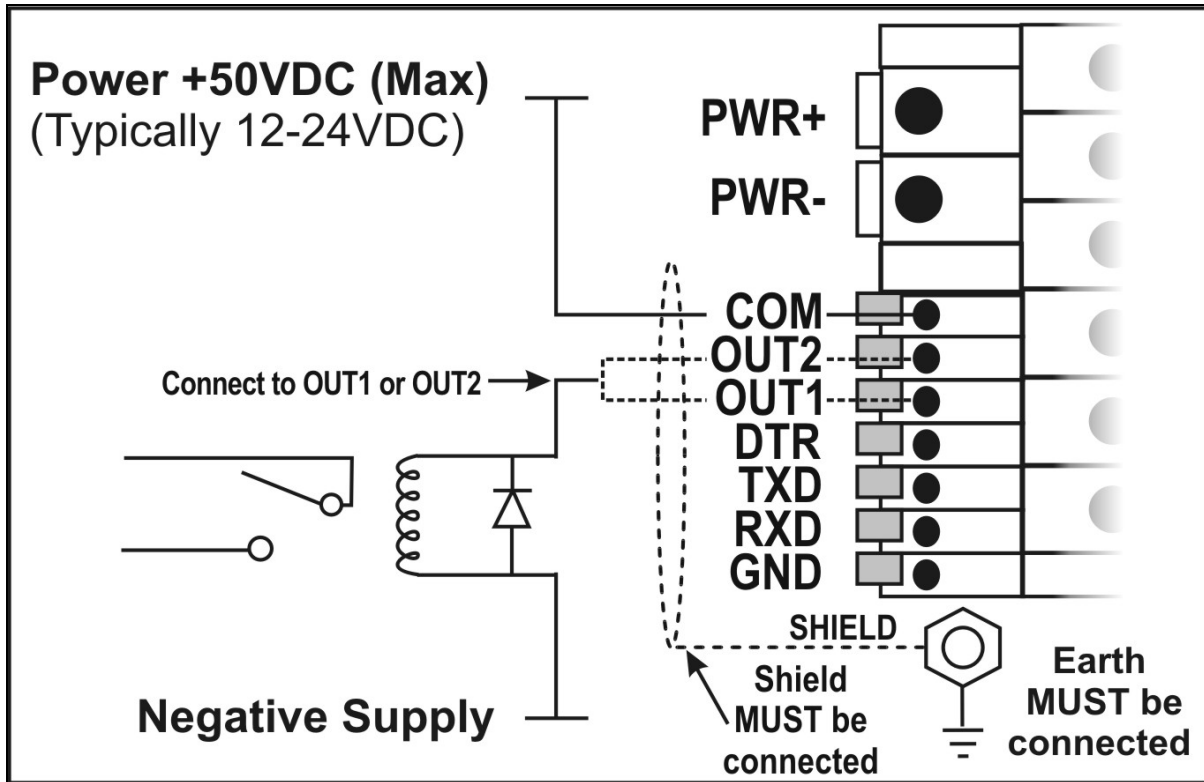 Power +50VDC (Max)
(Typically 12-24VDC)
PWR+
PWR-
COM
OUT2
Connect to OUT1 or OUT2
OUT1
DTR
TXD
RXD
GND
SHIELD
Shield
MUST be
connected
Earth
MUST be
connected
Negative Supply